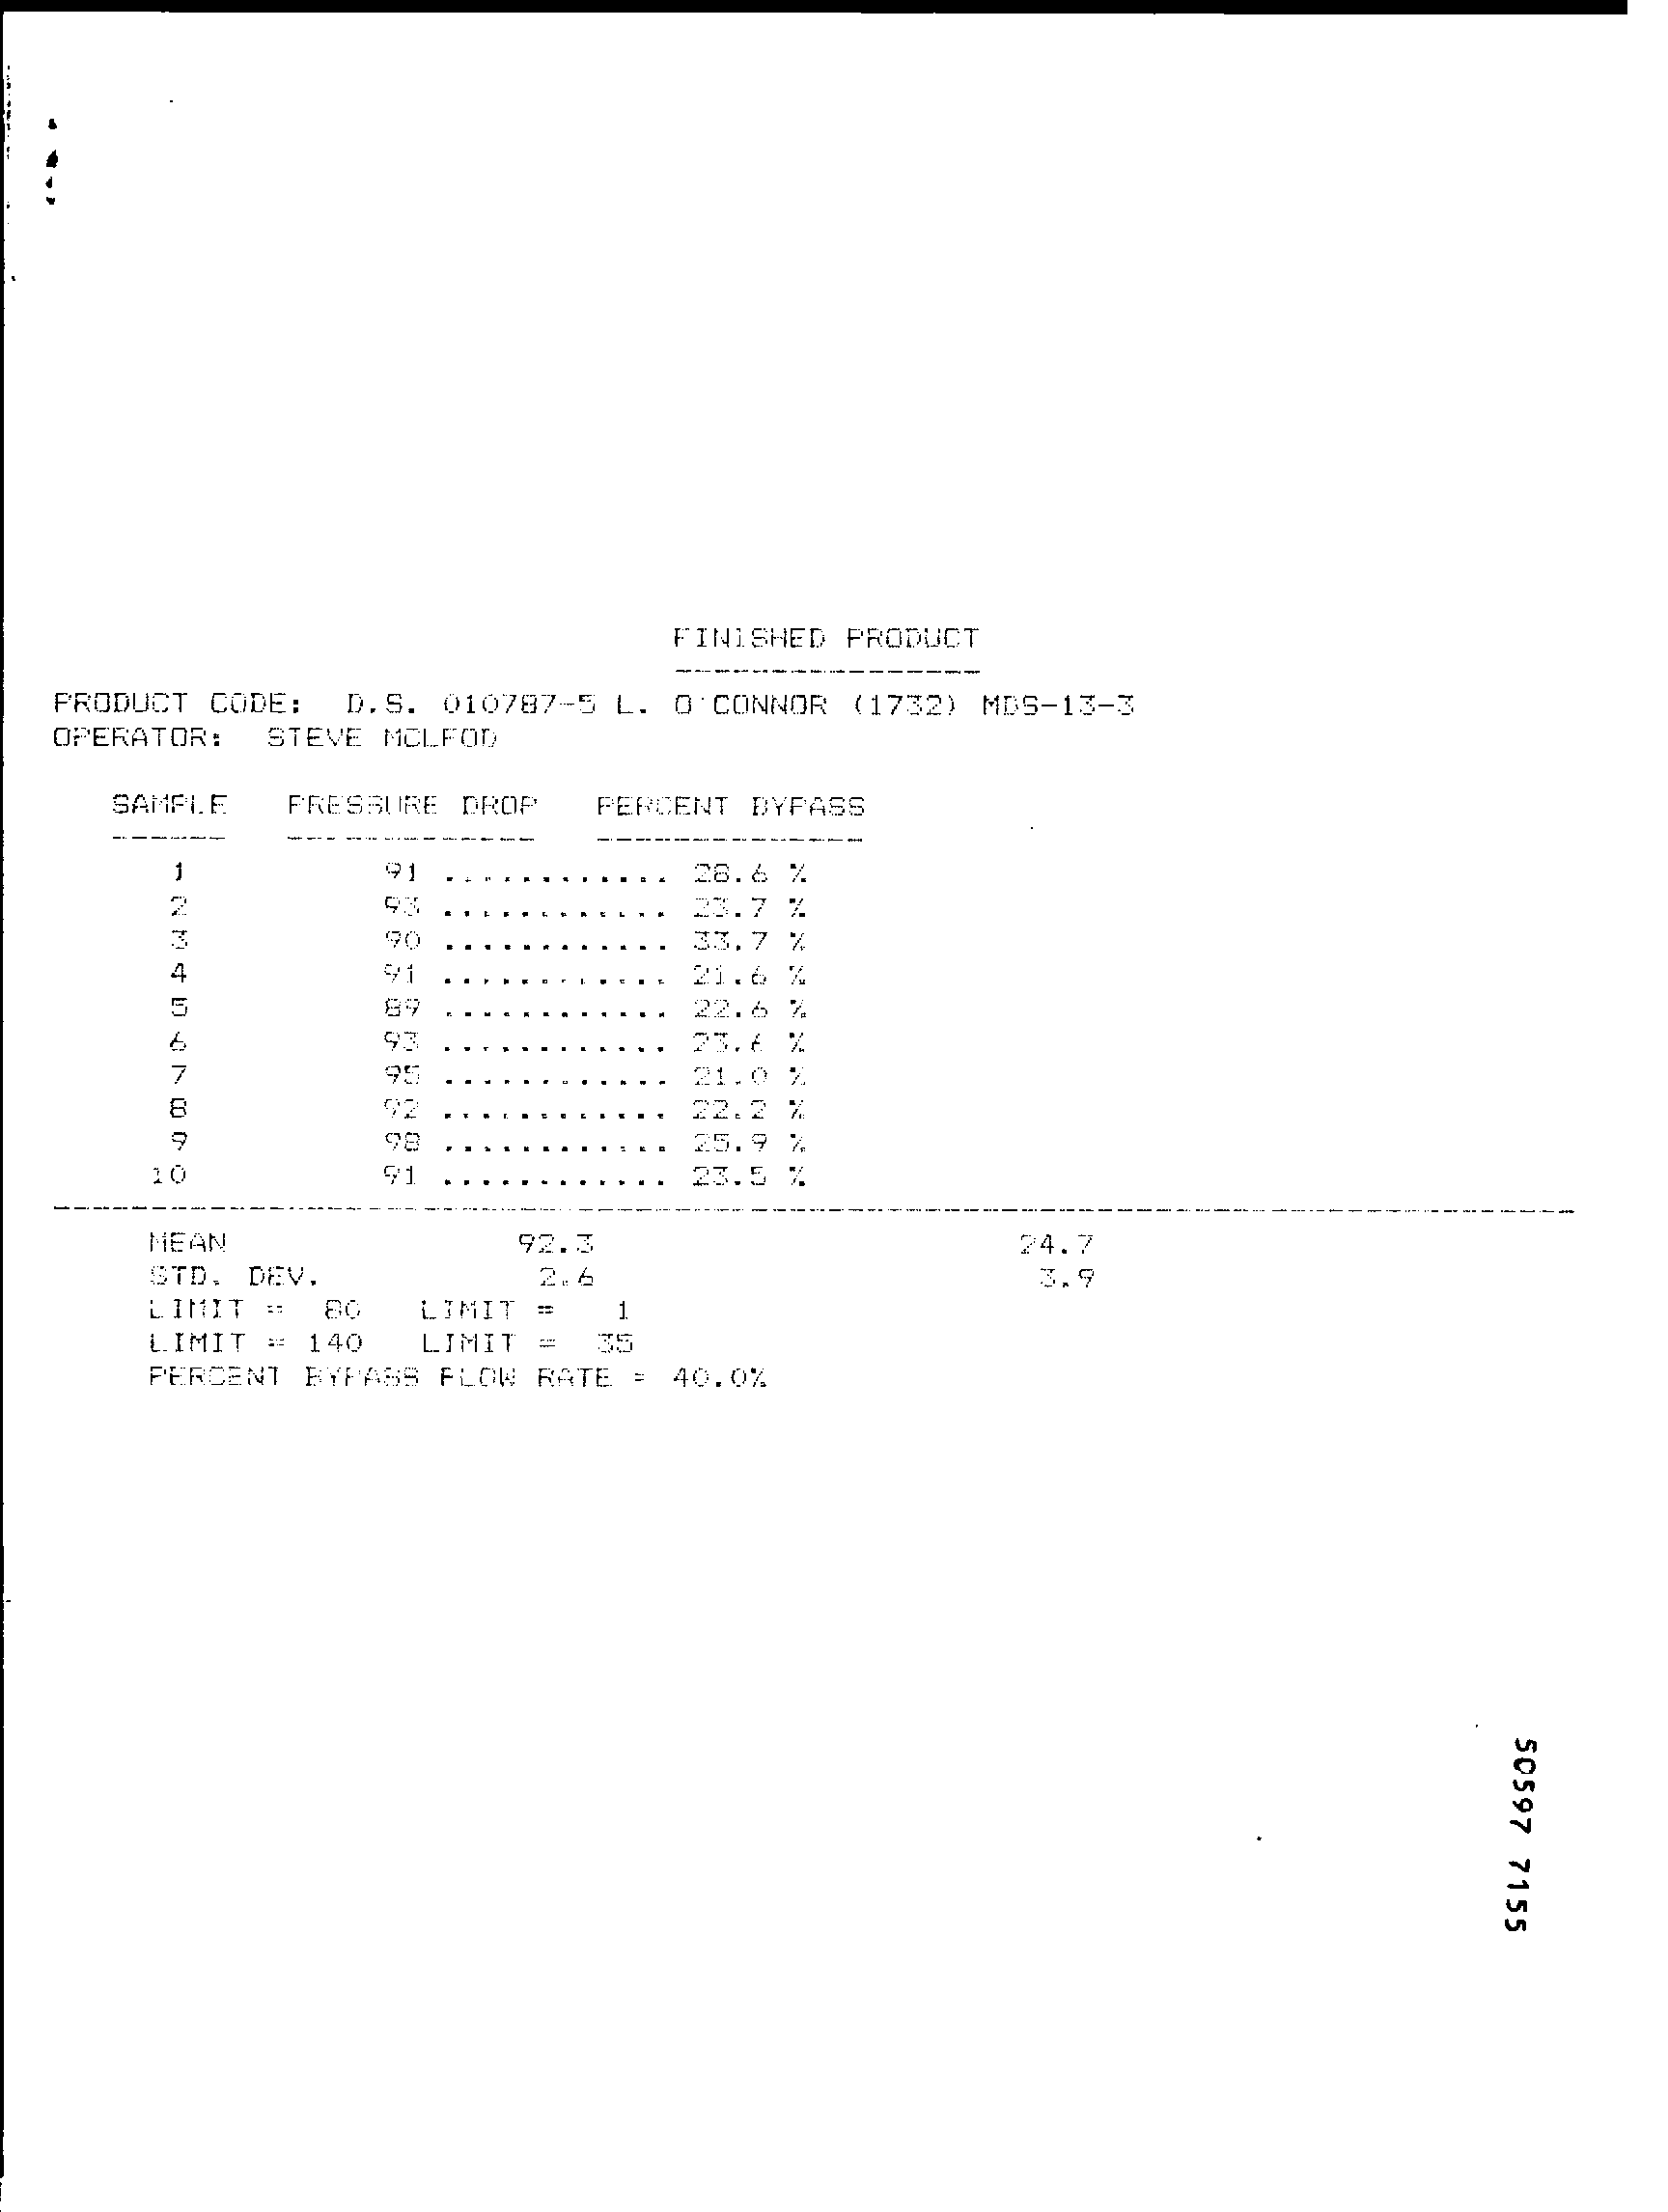 FINISHED PRODUCT
PRODUCT CODE: D.S. 010787-5 L. O'CONNOR (1732) MDS-13-3
OPERATOR: STEVE MCLEOD
SAMPLE PRESSURE DROP PERCENT BYPASS
1 91 ............ 28.6 %
2 93 ............ 23.7 %
3 90 ............ 33.7 %
4 91 ............ 21.6 %
5 89 ............ 22.6 %
6 93 ............ 23.6 %
7 95 ............ 21.0 %
8 92 ............ 22.2 %
9 98 ............ 25.9 %
10 91 ............ 23.5 %
MEAN 92.3 24.7
STD. DEV. 2.6 3.9
LIMIT = 80 LIMIT = 1
LIMIT = 140 LIMIT = 35
PERCENT BYPASS FLOW RATE = 40.0%
50597 7155